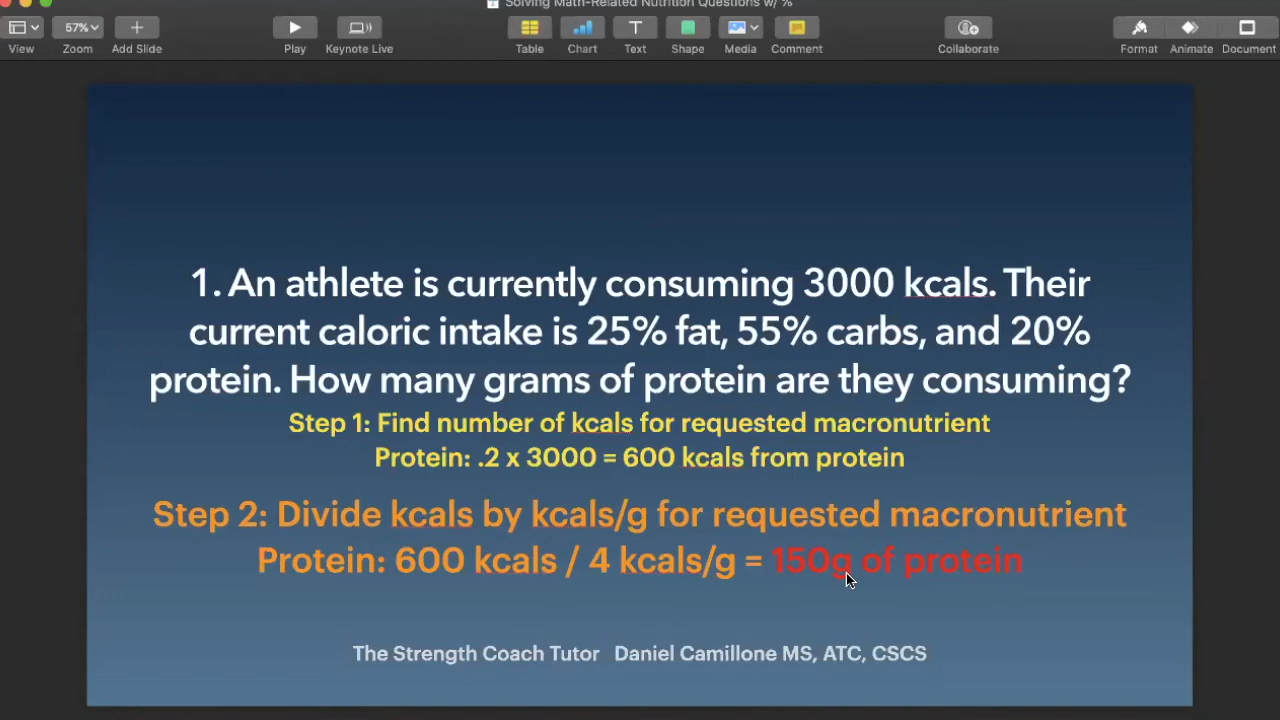 Solving Math-Related Nutrition Questions w/ %
57%
View Zoom Add Slide Play Keynote Live Table Chart Text Shape Media Comment Collaborate Format Animate Document
1. An athlete is currently consuming 3000 kcals. Their
current caloric intake is 25% fat, 55% carbs, and 20%
protein. How many grams of protein are they consuming?
Step 1: Find number of kcals for requested macronutrient
Protein: .2 x 3000 = 600 kcals from protein
Step 2: Divide kcals by kcals/g for requested macronutrient
Protein: 600 kcals / 4 kcals/g = 150g of protein
The Strength Coach Tutor Daniel Camillone MS, ATC, CSCS